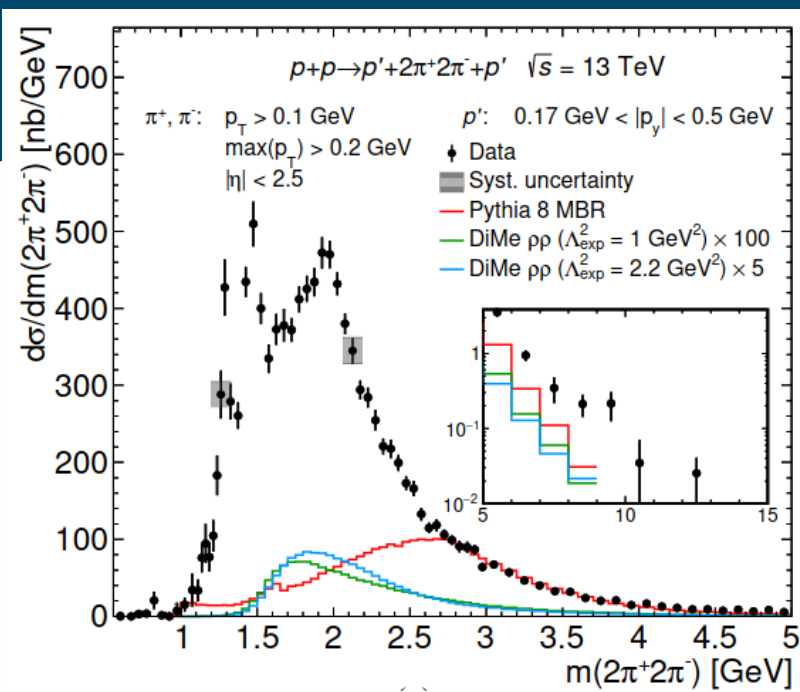 p+p→p′+2π⁺2π⁻+p′ √s = 13 TeV
π⁺, π⁻: p_T > 0.1 GeV
max(p_T) > 0.2 GeV
|η| < 2.5
p′: 0.17 GeV < |p_y| < 0.5 GeV
Data
Syst. uncertainty
Pythia 8 MBR
DiMe ρρ (Λ²_exp = 1 GeV²) × 100
DiMe ρρ (Λ²_exp = 2.2 GeV²) × 5
dσ/dm(2π⁺2π⁻) [nb/GeV]
700
600
500
400
300
200
100
0
1
10⁻¹
10⁻²
5 10 15
1 1.5 2 2.5 3 3.5 4 4.5 5
m(2π⁺2π⁻) [GeV]